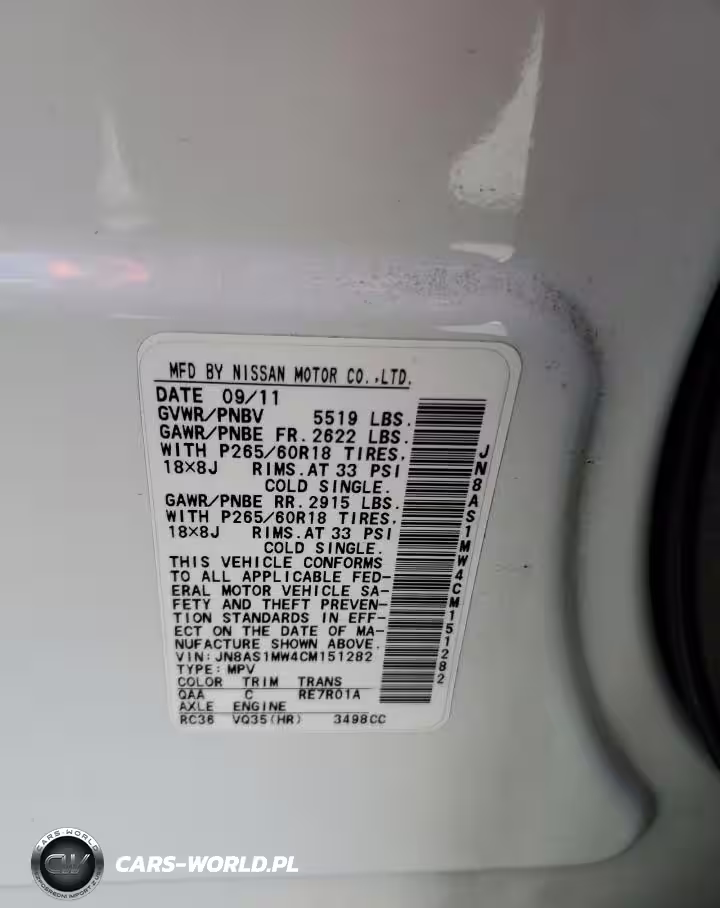 MFD BY NISSAN MOTOR CO.,LTD.
DATE 09/11
GVWR/PNBV 5519 LBS.
GAWR/PNBE FR. 2622 LBS.
WITH P265/60R18 TIRES,
18×8J RIMS. AT 33 PSI
COLD SINGLE.
GAWR/PNBE RR. 2915 LBS.
WITH P265/60R18 TIRES,
18×8J RIMS. AT 33 PSI
COLD SINGLE.
THIS VEHICLE CONFORMS
TO ALL APPLICABLE FED-
ERAL MOTOR VEHICLE SA-
FETY AND THEFT PREVEN-
TION STANDARDS IN EFF-
ECT ON THE DATE OF MA-
NUFACTURE SHOWN ABOVE.
VIN: JN8AS1MW4CM151282
TYPE: MPV
COLOR TRIM TRANS
QAA C RE7R01A
AXLE ENGINE
RC36 VQ35(HR) 3498CC
JN8AS1MW4CM151282
CARS-WORLD
CW
CARS-WORLD.PL